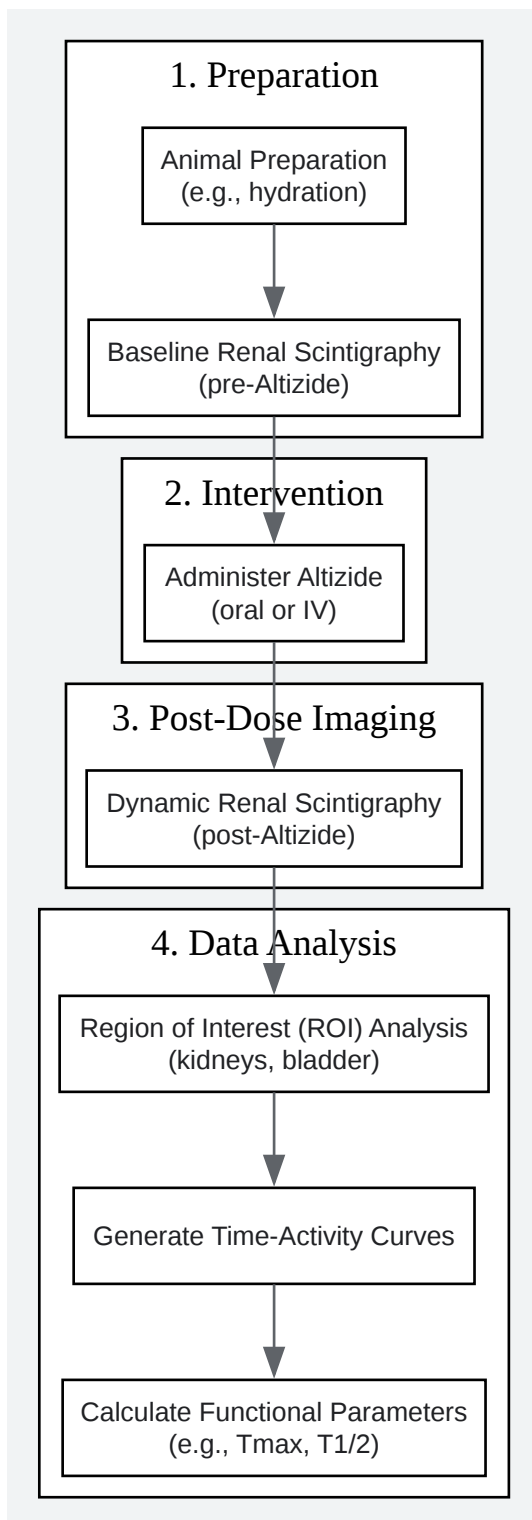 1. Preparation
Animal Preparation
(e.g., hydration)
Baseline Renal Scintigraphy
(pre-Altizide)
2. Intervention
Administer Altizide
(oral or IV)
3. Post-Dose Imaging
Dynamic Renal Scintigraphy
(post-Altizide)
4. Data Analysis
Region of Interest (ROI) Analysis
(kidneys, bladder)
Generate Time-Activity Curves
Calculate Functional Parameters
(e.g., Tmax, T1/2)